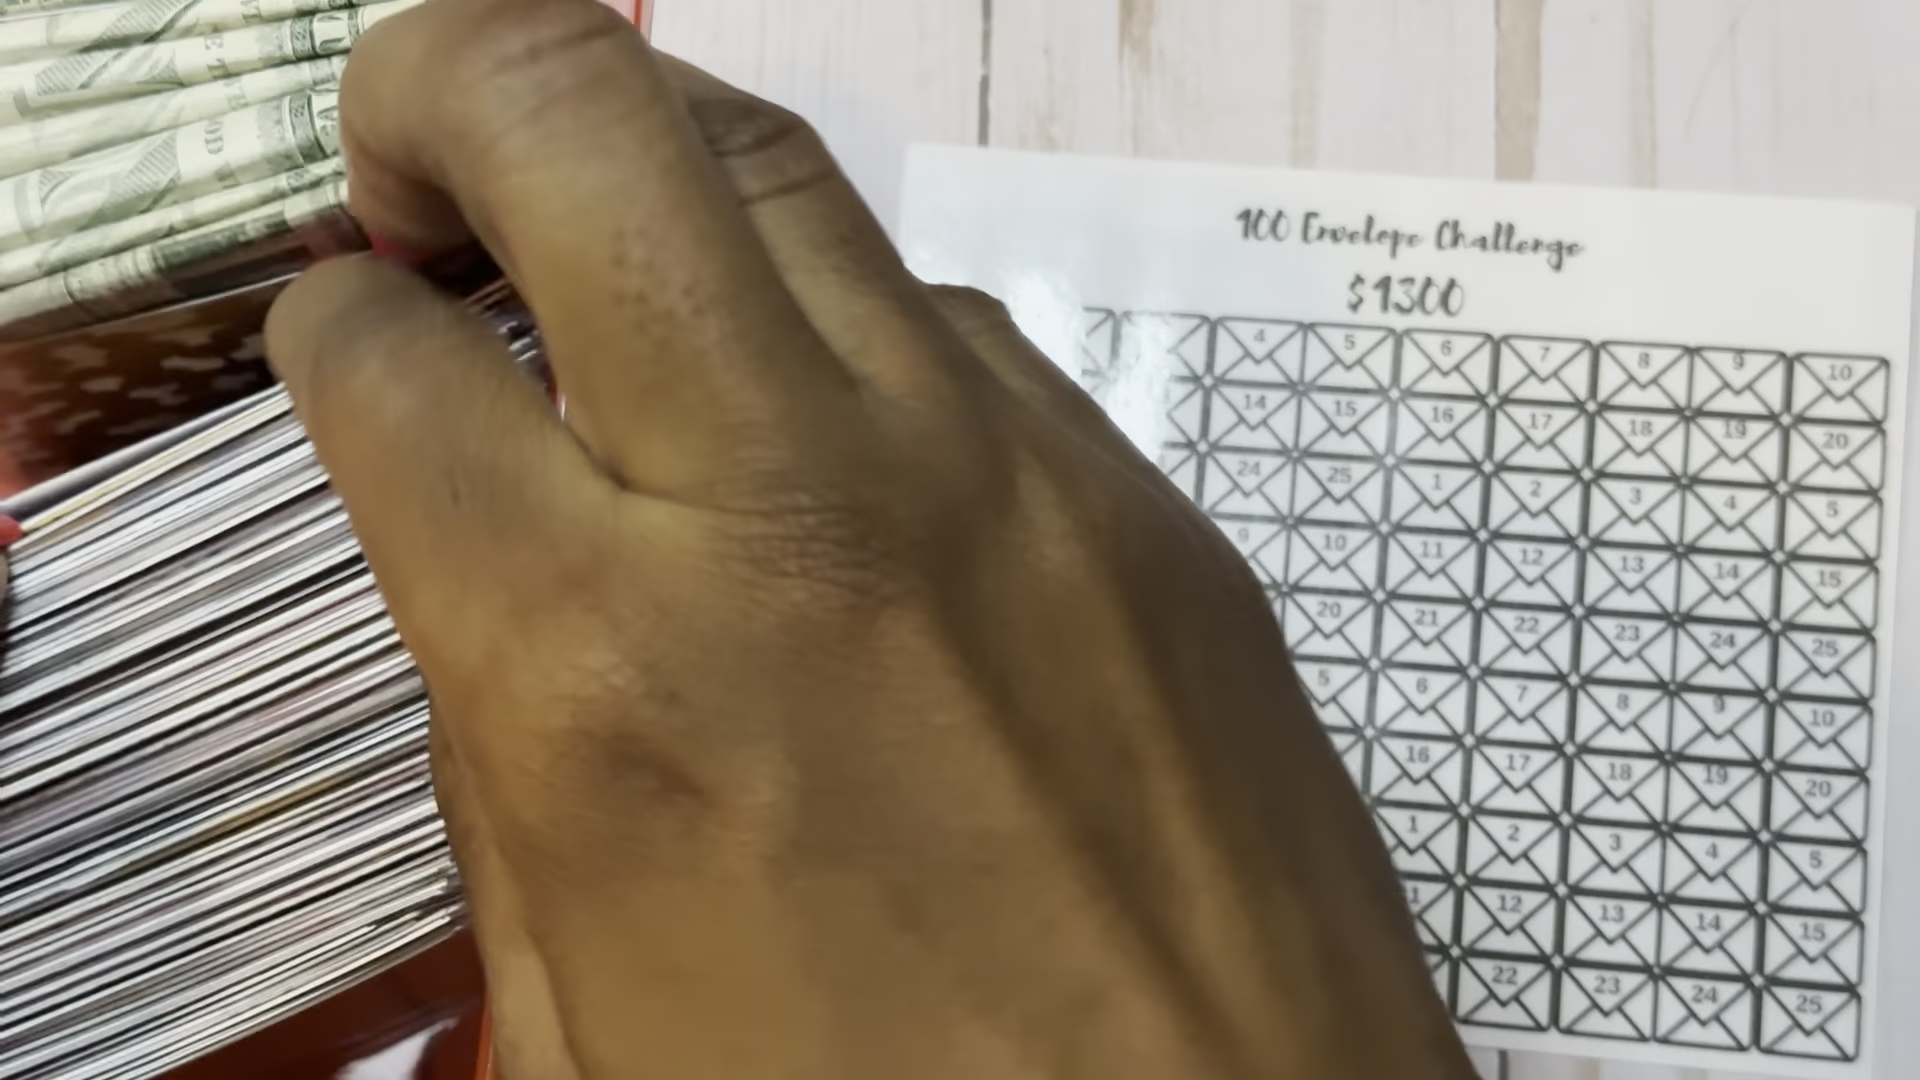 100 Envelope Challenge
$1300
4 5 6 7 8 9 10
14 15 16 17 18 19 20
24 25 1 2 3 4 5
9 10 11 12 13 14 15
20 21 22 23 24 25
5 6 7 8 9 10
16 17 18 19 20
1 2 3 4 5
12 13 14 15
22 23 24 25